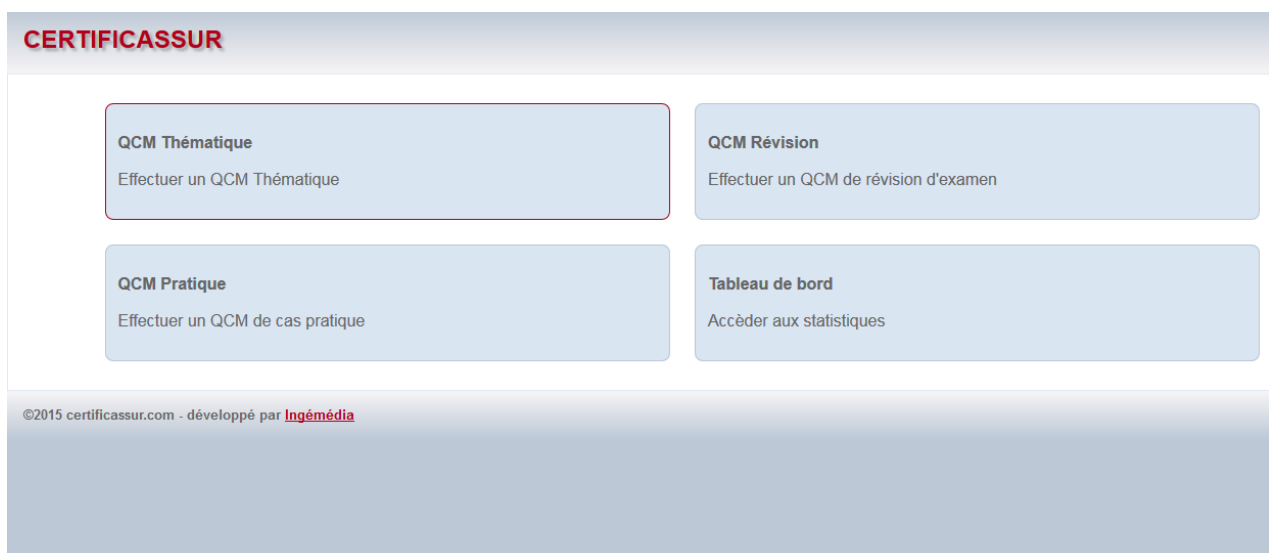 CERTIFICASSUR
QCM Thématique
Effectuer un QCM Thématique
QCM Révision
Effectuer un QCM de révision d'examen
QCM Pratique
Effectuer un QCM de cas pratique
Tableau de bord
Accèder aux statistiques
©2015 certificassur.com - développé par Ingémédia